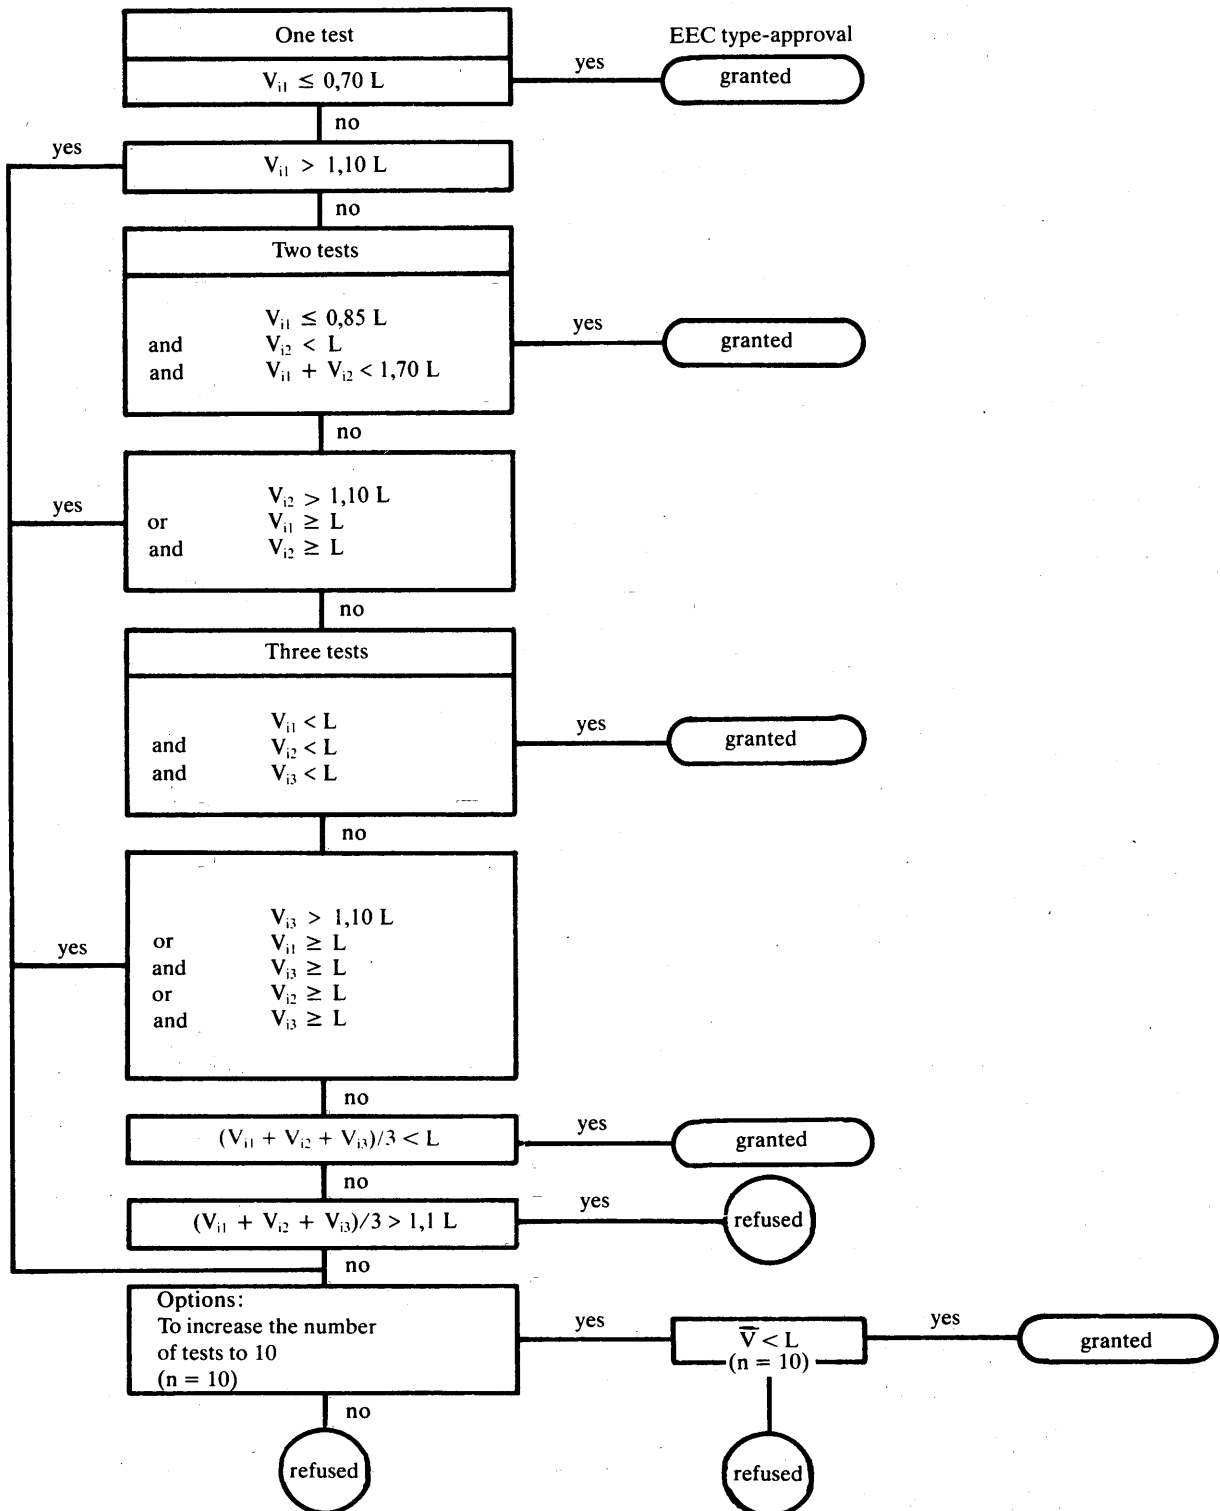 One test
EEC type-approval
V_i1 ≤ 0,70 L
yes
granted
no
yes
V_i1 > 1,10 L
no
Two tests
V_i1 ≤ 0,85 L
and V_i2 < L
and V_i1 + V_i2 < 1,70 L
yes
granted
no
yes
V_i2 > 1,10 L
or V_i1 ≥ L
and V_i2 ≥ L
no
Three tests
V_i1 < L
and V_i2 < L
and V_i3 < L
yes
granted
no
yes
V_i3 > 1,10 L
or V_i1 ≥ L
and V_i3 ≥ L
or V_i2 ≥ L
and V_i3 ≥ L
no
(V_i1 + V_i2 + V_i3)/3 < L
yes
granted
no
(V_i1 + V_i2 + V_i3)/3 > 1,1 L
yes
refused
no
Options:
To increase the number
of tests to 10
(n = 10)
yes
V̅ < L
(n = 10)
yes
granted
no
refused
refused